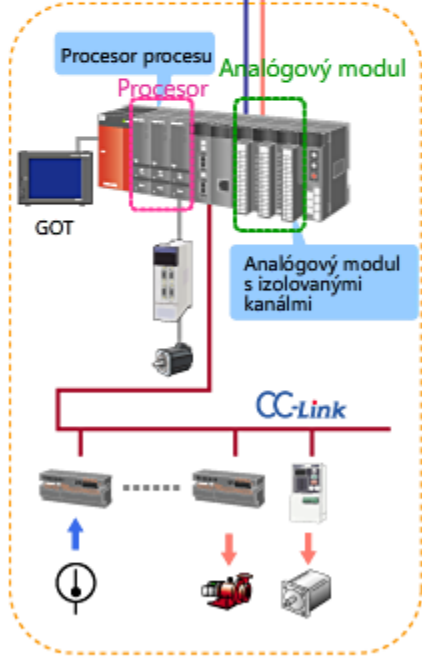 Procesor procesu
Analógový modul
Procesor
GOT
Analógový modul
s izolovanými
kanálmi
CC-Link